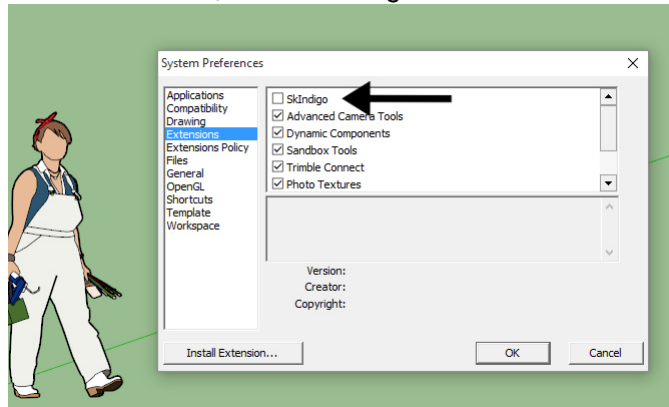 System Preferences
Applications
Compatibility
Drawing
Extensions
Extensions Policy
Files
General
OpenGL
Shortcuts
Template
Workspace
SkIndigo
Advanced Camera Tools
Dynamic Components
Sandbox Tools
Trimble Connect
Photo Textures
Version:
Creator:
Copyright:
Install Extension...
OK
Cancel